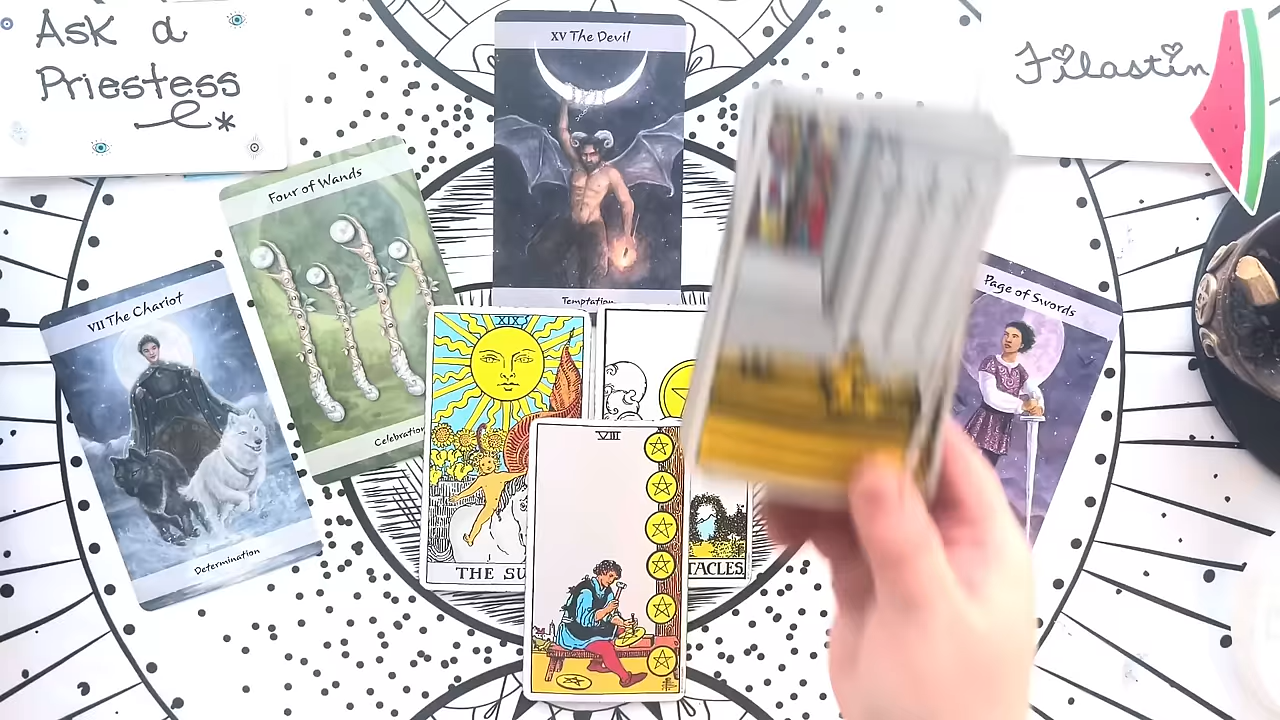 Ask a
Priestess
Filastin
XV The Devil
Temptation
Four of Wands
Celebration
VII The Chariot
Determination
Page of Swords
XIX
THE SU
VIII
TACLES